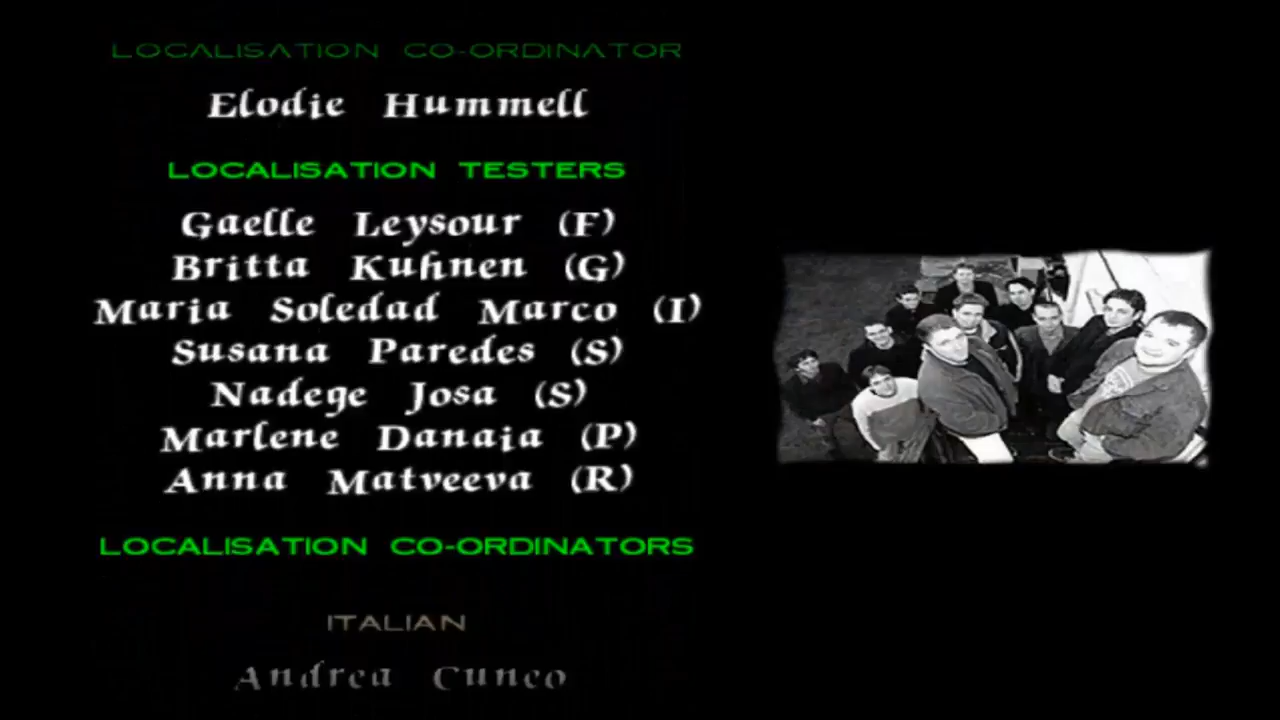 LOCALISATION CO-ORDINATOR
Elodie Hummell
LOCALISATION TESTERS
Gaelle Leysour (F)
Britta Kuhnen (G)
Maria Soledad Marco (I)
Susana Paredes (S)
Nadege Josa (S)
Marlene Danaia (P)
Anna Matveeva (R)
LOCALISATION CO-ORDINATORS
ITALIAN
Andrea Cuneo